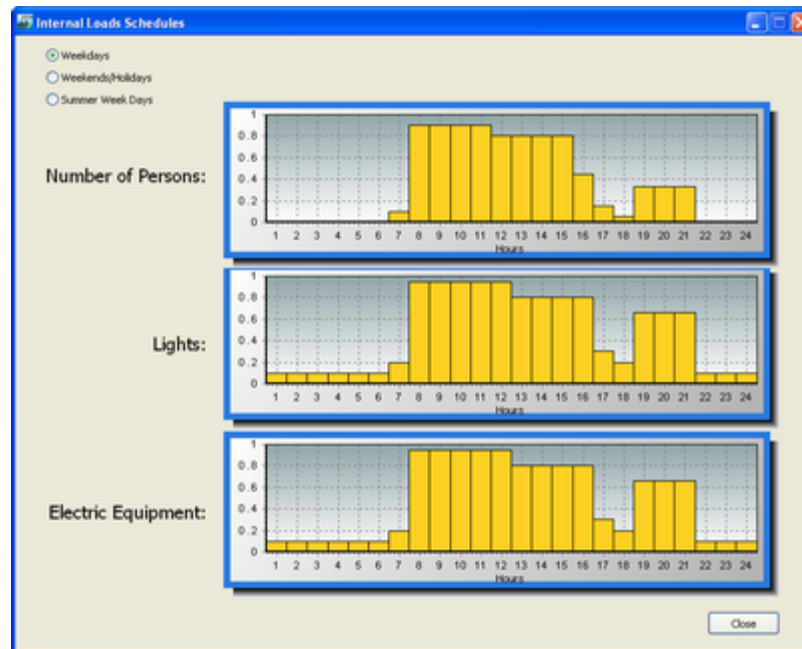 Internal Loads Schedules
Weekdays
Weekends/Holidays
Summer Week Days
Number of Persons:
1
0.8
0.6
0.4
0.2
0
1 2 3 4 5 6 7 8 9 10 11 12 13 14 15 16 17 18 19 20 21 22 23 24
Hours
Lights:
1
0.8
0.6
0.4
0.2
0
1 2 3 4 5 6 7 8 9 10 11 12 13 14 15 16 17 18 19 20 21 22 23 24
Hours
Electric Equipment:
1
0.8
0.6
0.4
0.2
0
1 2 3 4 5 6 7 8 9 10 11 12 13 14 15 16 17 18 19 20 21 22 23 24
Hours
Close